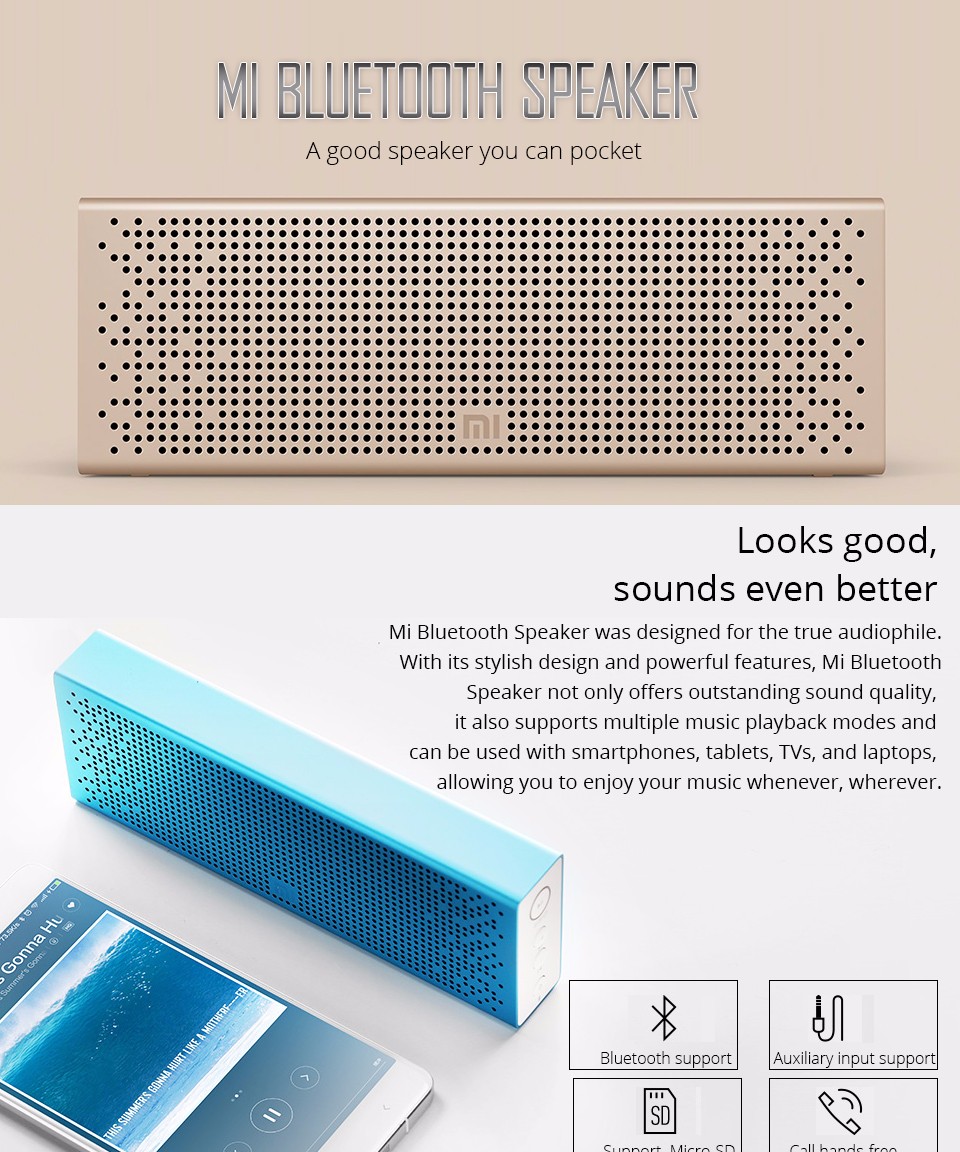 MI BLUETOOTH SPEAKER
A good speaker you can pocket
MI
Looks good,
sounds even better
Mi Bluetooth Speaker was designed for the true audiophile.
With its stylish design and powerful features, Mi Bluetooth
Speaker not only offers outstanding sound quality,
it also supports multiple music playback modes and
can be used with smartphones, tablets, TVs, and laptops,
allowing you to enjoy your music whenever, wherever.
Gonna Hu
Summer's Gonn
THIS SUMMER'S GONNA HURT LIKE A MOTHERF----ER
Bluetooth support
Auxiliary input support
SD
Support Micro SD
Call hands-free